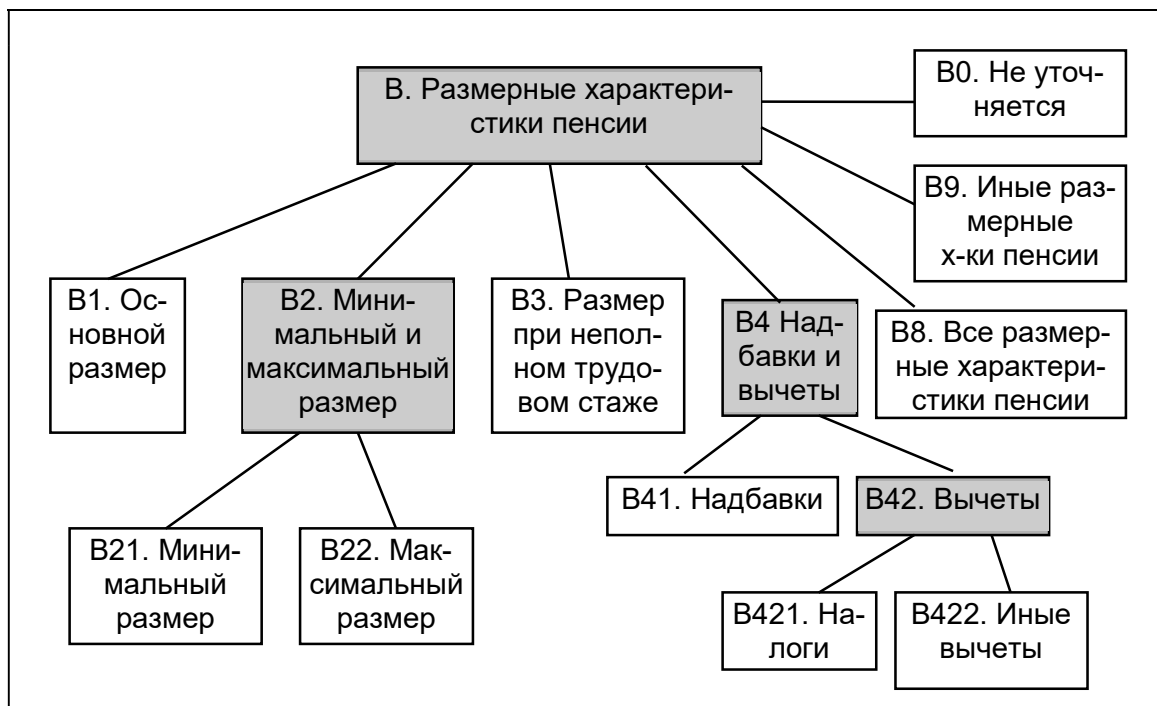 В. Размерные характери-
стики пенсии
В0. Не уточ-
няется
В9. Иные раз-
мерные
х-ки пенсии
В1. Ос-
новной
размер
В2. Мини-
мальный и
максимальный
размер
В3. Размер
при непол-
ном трудо-
вом стаже
В4 Над-
бавки и
вычеты
В8. Все размер-
ные характери-
стики пенсии
В41. Надбавки
В42. Вычеты
В21. Мини-
мальный
размер
В22. Мак-
симальный
размер
В421. На-
логи
В422. Иные
вычеты